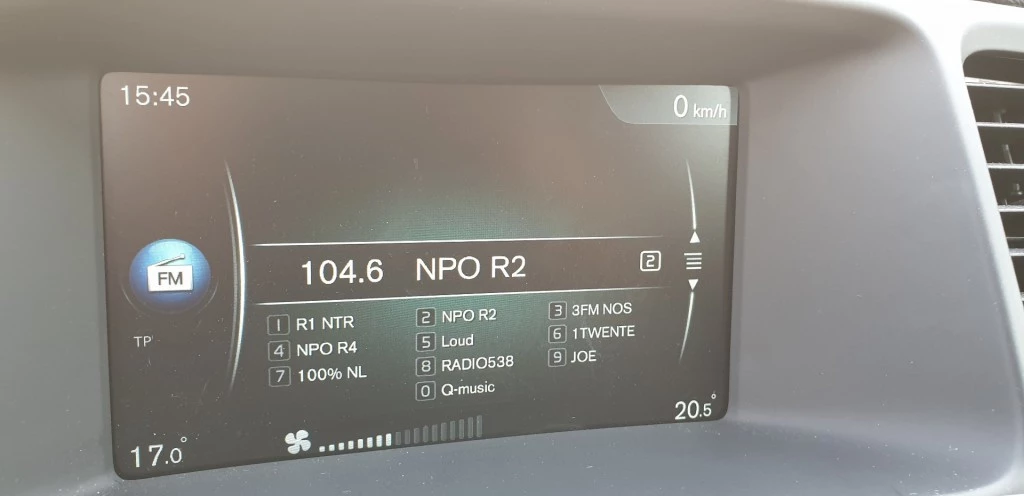 15:45
0 km/h
FM
104.6 NPO R2 2
TP
1 R1 NTR 2 NPO R2 3 3FM NOS
4 NPO R4 5 Loud 6 1TWENTE
7 100% NL 8 RADIO538 9 JOE
0 Q-music
17.0° 20.5°